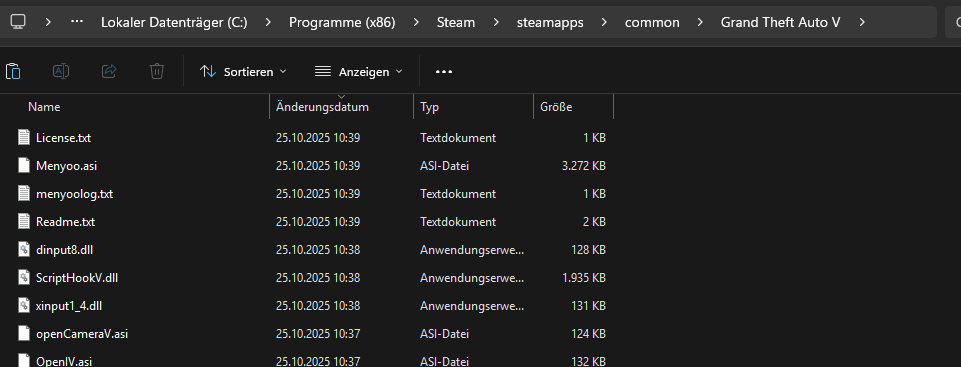 Lokaler Datenträger (C:) Programme (x86) Steam steamapps common Grand Theft Auto V
Sortieren Anzeigen
Name Änderungsdatum Typ Größe
License.txt 25.10.2025 10:39 Textdokument 1 KB
Menyoo.asi 25.10.2025 10:39 ASI-Datei 3.272 KB
menyoolog.txt 25.10.2025 10:39 Textdokument 1 KB
Readme.txt 25.10.2025 10:39 Textdokument 2 KB
dinput8.dll 25.10.2025 10:38 Anwendungserwe... 128 KB
ScriptHookV.dll 25.10.2025 10:38 Anwendungserwe... 1.935 KB
xinput1_4.dll 25.10.2025 10:38 Anwendungserwe... 131 KB
openCameraV.asi 25.10.2025 10:37 ASI-Datei 124 KB
OpenIV.asi 25.10.2025 10:37 ASI-Datei 132 KB